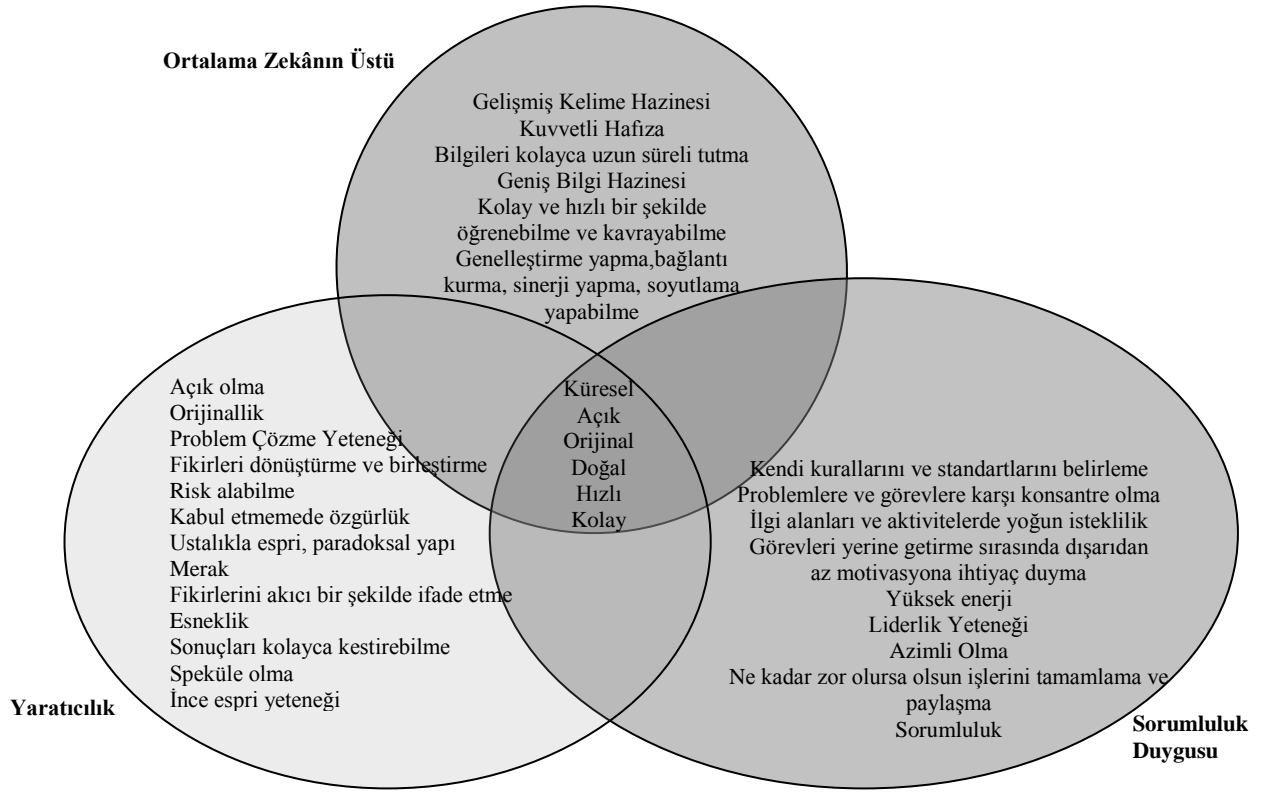 Ortalama Zekânın Üstü
Gelişmiş Kelime Hazinesi
Kuvvetli Hafıza
Bilgileri kolayca uzun süreli tutma
Geniş Bilgi Hazinesi
Kolay ve hızlı bir şekilde
öğrenebilme ve kavrayabilme
Genelleştirme yapma,bağlantı
kurma, sinerji yapma, soyutlama
yapabilme
Açık olma
Orijinallik
Problem Çözme Yeteneği
Fikirleri dönüştürme ve birleştirme
Risk alabilme
Kabul etmemede özgürlük
Ustalıkla espri, paradoksal yapı
Merak
Fikirlerini akıcı bir şekilde ifade etme
Esneklik
Sonuçları kolayca kestirebilme
Speküle olma
İnce espri yeteneği
Yaratıcılık
Küresel
Açık
Orijinal
Doğal
Hızlı
Kolay
Kendi kurallarını ve standartlarını belirleme
Problemlere ve görevlere karşı konsantre olma
İlgi alanları ve aktivitelerde yoğun isteklilik
Görevleri yerine getirme sırasında dışarıdan
az motivasyona ihtiyaç duyma
Yüksek enerji
Liderlik Yeteneği
Azimli Olma
Ne kadar zor olursa olsun işlerini tamamlama ve
paylaşma
Sorumluluk
Sorumluluk
Duygusu